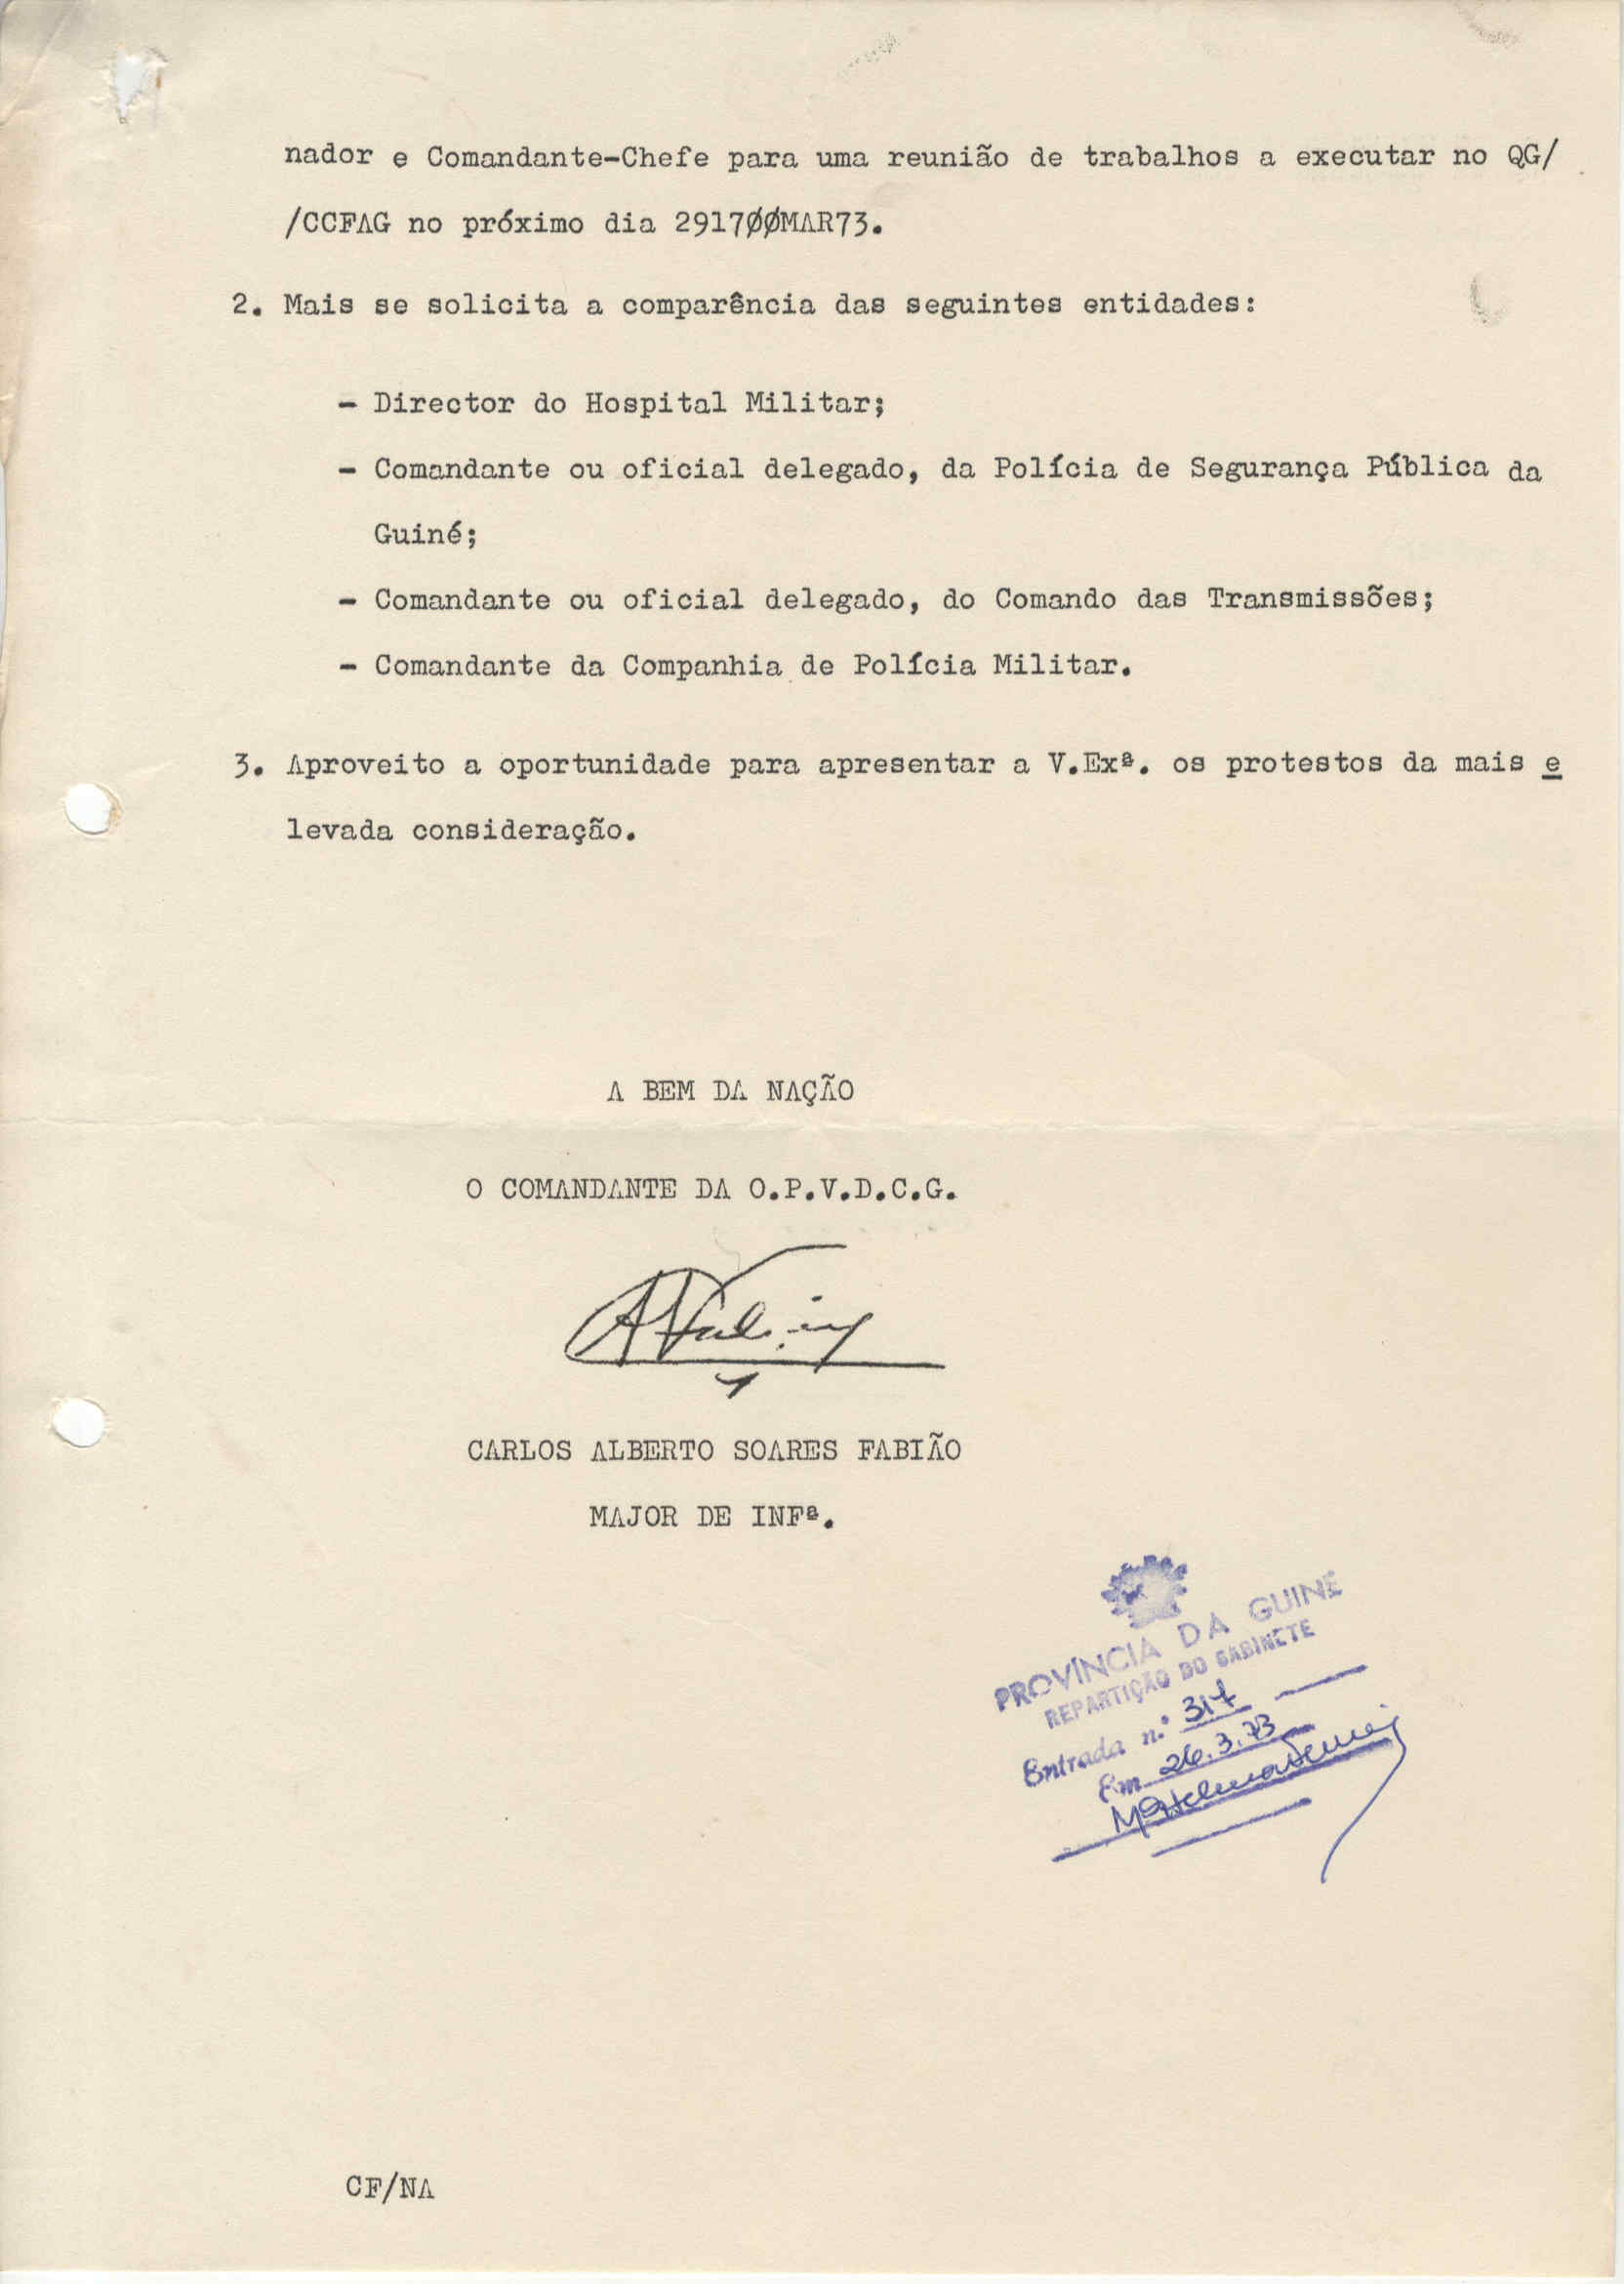 nador e Comandante-Chefe para uma reunião de trabalhos a executar no QG/
/CCFAG no próximo dia 2917ØØMAR73.
2. Mais se solicita a comparência das seguintes entidades:
- Director do Hospital Militar;
- Comandante ou oficial delegado, da Polícia de Segurança Pública da
Guiné;
- Comandante ou oficial delegado, do Comando das Transmissões;
- Comandante da Companhia de Polícia Militar.
3. Aproveito a oportunidade para apresentar a V.Exª. os protestos da mais e
levada consideração.
A BEM DA NAÇÃO
O COMANDANTE DA O.P.V.D.C.G.
CARLOS ALBERTO SOARES FABIÃO
MAJOR DE INFª.
PROVÍNCIA DA GUINÉ
REPARTIÇÃO DO GABINETE
Entrada n.º 317
Em 26.3.73
CF/NA